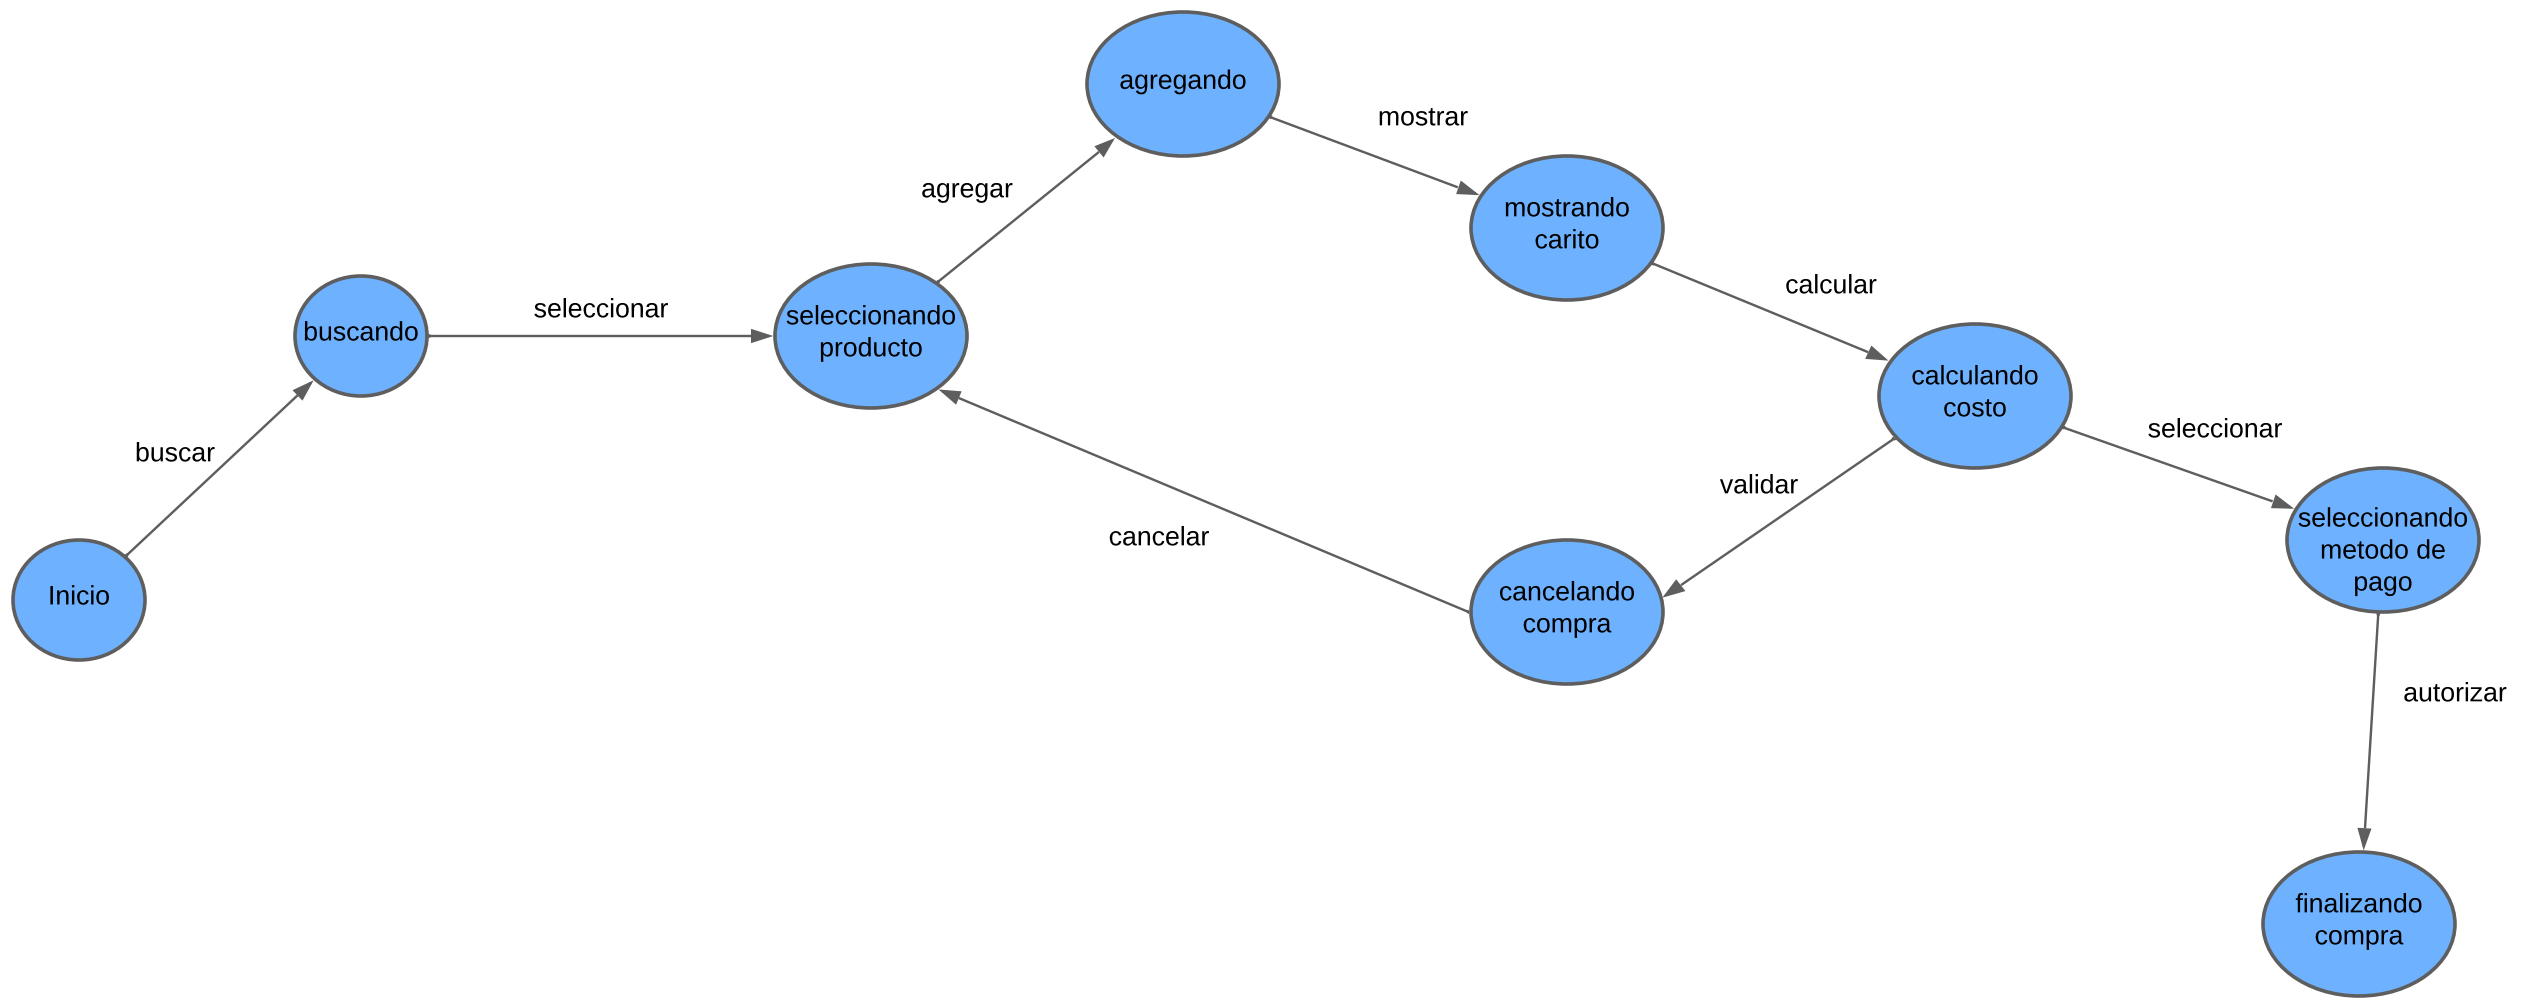 agregando
mostrar
agregar
mostrando
carito
calcular
seleccionar
buscando
seleccionando
producto
calculando
costo
seleccionar
buscar
validar
seleccionando
metodo de
pago
cancelar
Inicio
cancelando
compra
autorizar
finalizando
compra